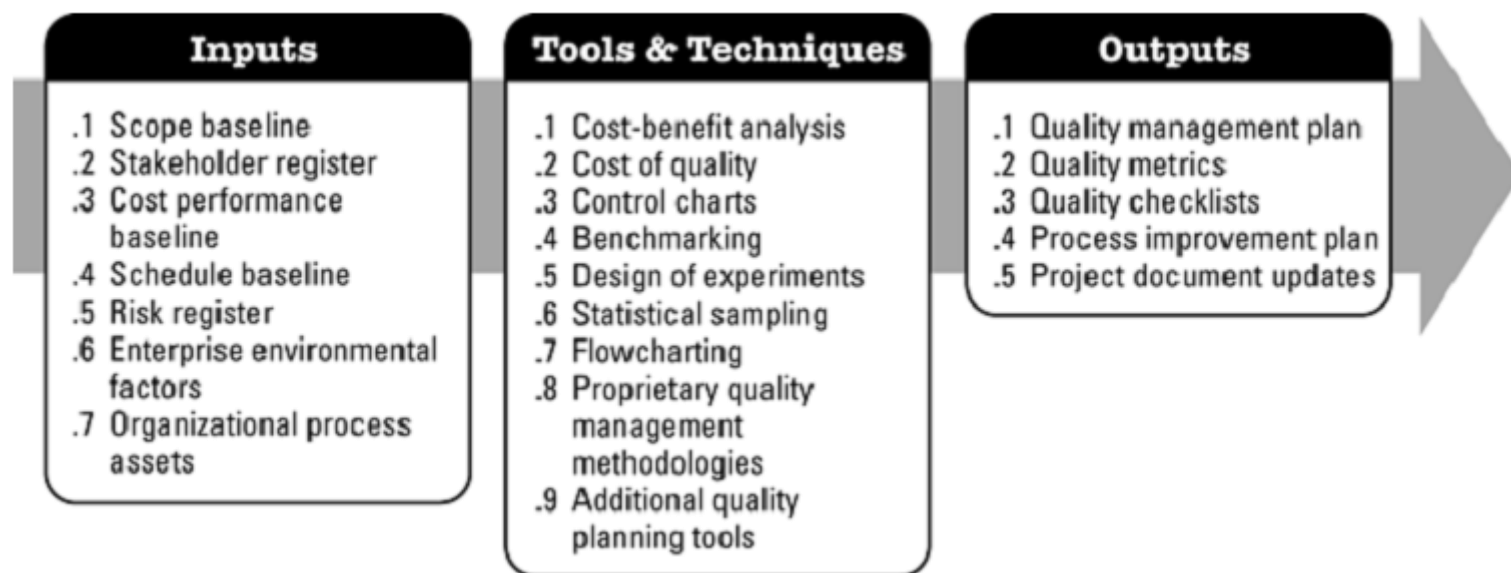 Inputs
.1 Scope baseline
.2 Stakeholder register
.3 Cost performance
baseline
.4 Schedule baseline
.5 Risk register
.6 Enterprise environmental
factors
.7 Organizational process
assets
Tools & Techniques
.1 Cost-benefit analysis
.2 Cost of quality
.3 Control charts
.4 Benchmarking
.5 Design of experiments
.6 Statistical sampling
.7 Flowcharting
.8 Proprietary quality
management
methodologies
.9 Additional quality
planning tools
Outputs
.1 Quality management plan
.2 Quality metrics
.3 Quality checklists
.4 Process improvement plan
.5 Project document updates